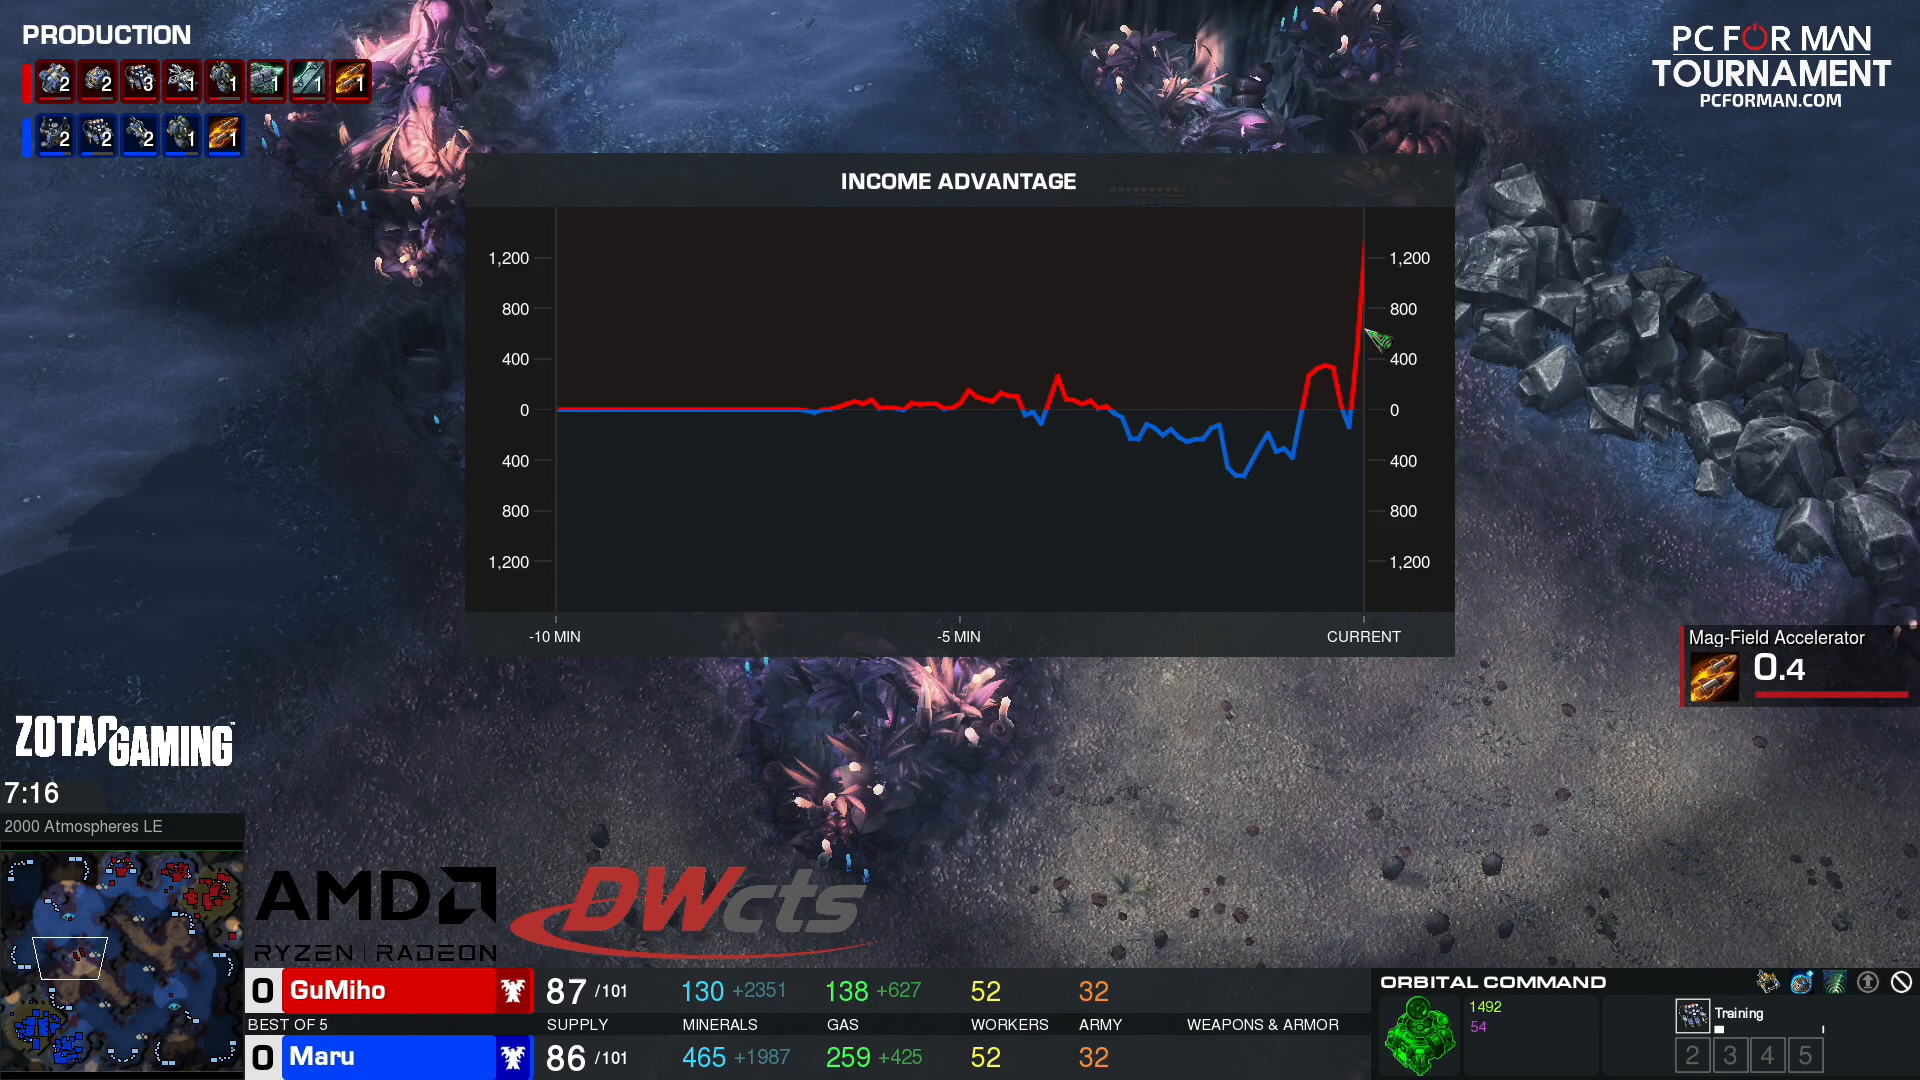 PRODUCTION
2 2 3 1 1 1 1 1
2 2 2 1 1
PC FOR MAN
TOURNAMENT
PCFORMAN.COM
INCOME ADVANTAGE
1,200 1,200
800 800
400 400
0 0
400 400
800 800
1,200 1,200
-10 MIN -5 MIN CURRENT
Mag-Field Accelerator
0.4
ZOTAC GAMING
7:16
2000 Atmospheres LE
AMD
RYZEN | RADEON
DWcts
0 GuMiho 87 /101 130 +2351 138 +627 52 32
BEST OF 5 SUPPLY MINERALS GAS WORKERS ARMY WEAPONS & ARMOR
0 Maru 86 /101 465 +1987 259 +425 52 32
ORBITAL COMMAND
1492
54
Training
2 3 4 5